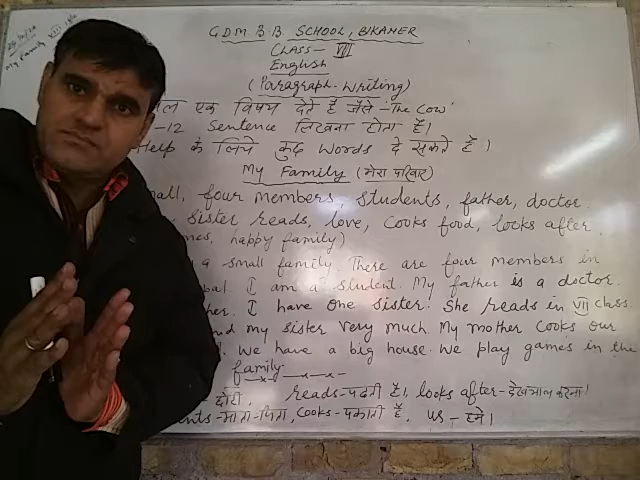 My Family
G D M B B SCHOOL, BIKANER
CLASS- VII
English
(Paragraph-Writing)
एक विषय देते हैं जैसे 'The Cow'
-12 Sentence लिखना होता है।
Help के लिये कुछ words दे सकते हैं।
My Family (मेरा परिवार)
four members, students, father, doctor
sister reads, love, cooks food, looks after
happy family)
a small family. There are four members in
I am a student. My father is a doctor.
I have one sister. She reads in VII class.
my sister very much. My mother cooks our
We have a big house. We play games in the
family.
reads-पढती है। looks after-देखभाल करना।
माता-पिता, cooks-पकाती है. us-हमे।